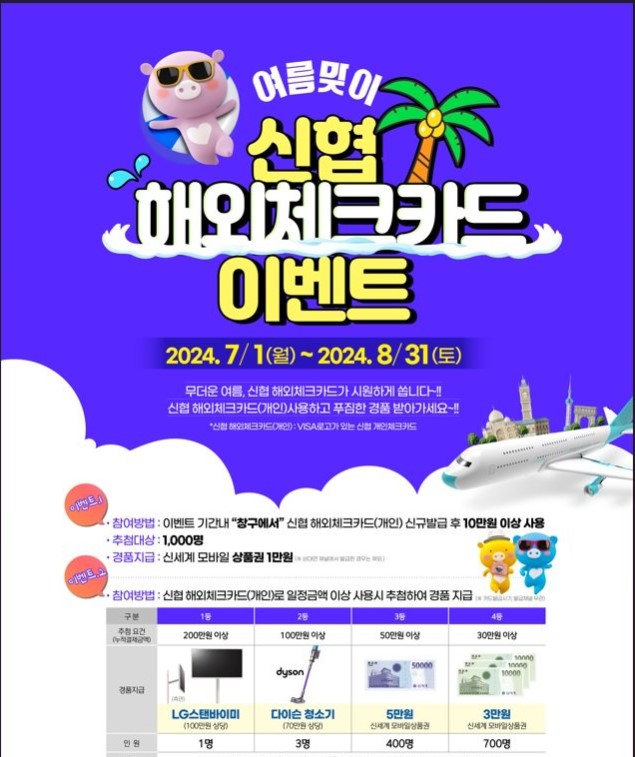 여름맞이
신협
해외체크카드
이벤트
2024. 7/1(월) ~ 2024. 8/31(토)
무더운 여름, 신협 해외체크카드가 시원하게 쏩니다~!!
신협 해외체크카드(개인)사용하고 푸짐한 경품 받아가세요~!!
*신협 해외체크카드(개인) : VISA로고가 있는 신협 개인체크카드
이벤트.1
· 참여방법 : 이벤트 기간내 "창구에서" 신협 해외체크카드(개인) 신규발급 후 10만원 이상 사용
· 추첨대상 : 1,000명
· 경품지급 : 신세계 모바일 상품권 1만원
이벤트.2
· 참여방법 : 신협 해외체크카드(개인)로 일정금액 이상 사용시 추첨하여 경품 지급
구 분 1등 2등 3등 4등
추첨 요건 (누적결제금액) 200만원 이상 100만원 이상 50만원 이상 30만원 이상
경품지급
dyson
50000
10000
10000
LG스탠바이미 다이슨 청소기 5만원 3만원
(100만원 상당) (70만원 상당) 신세계 모바일상품권 신세계 모바일상품권
인 원 1명 3명 400명 700명